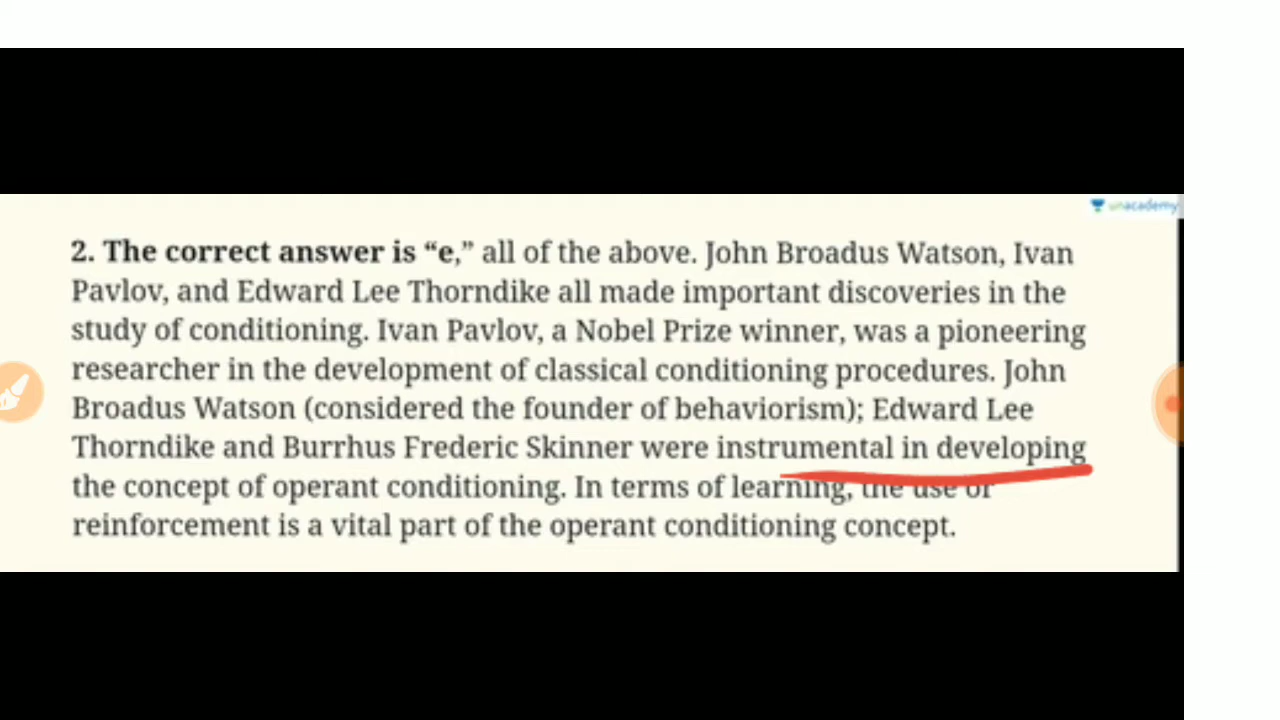 unacademy
2. The correct answer is “e,” all of the above. John Broadus Watson, Ivan
Pavlov, and Edward Lee Thorndike all made important discoveries in the
study of conditioning. Ivan Pavlov, a Nobel Prize winner, was a pioneering
researcher in the development of classical conditioning procedures. John
Broadus Watson (considered the founder of behaviorism); Edward Lee
Thorndike and Burrhus Frederic Skinner were instrumental in developing
the concept of operant conditioning. In terms of learning, the use of
reinforcement is a vital part of the operant conditioning concept.